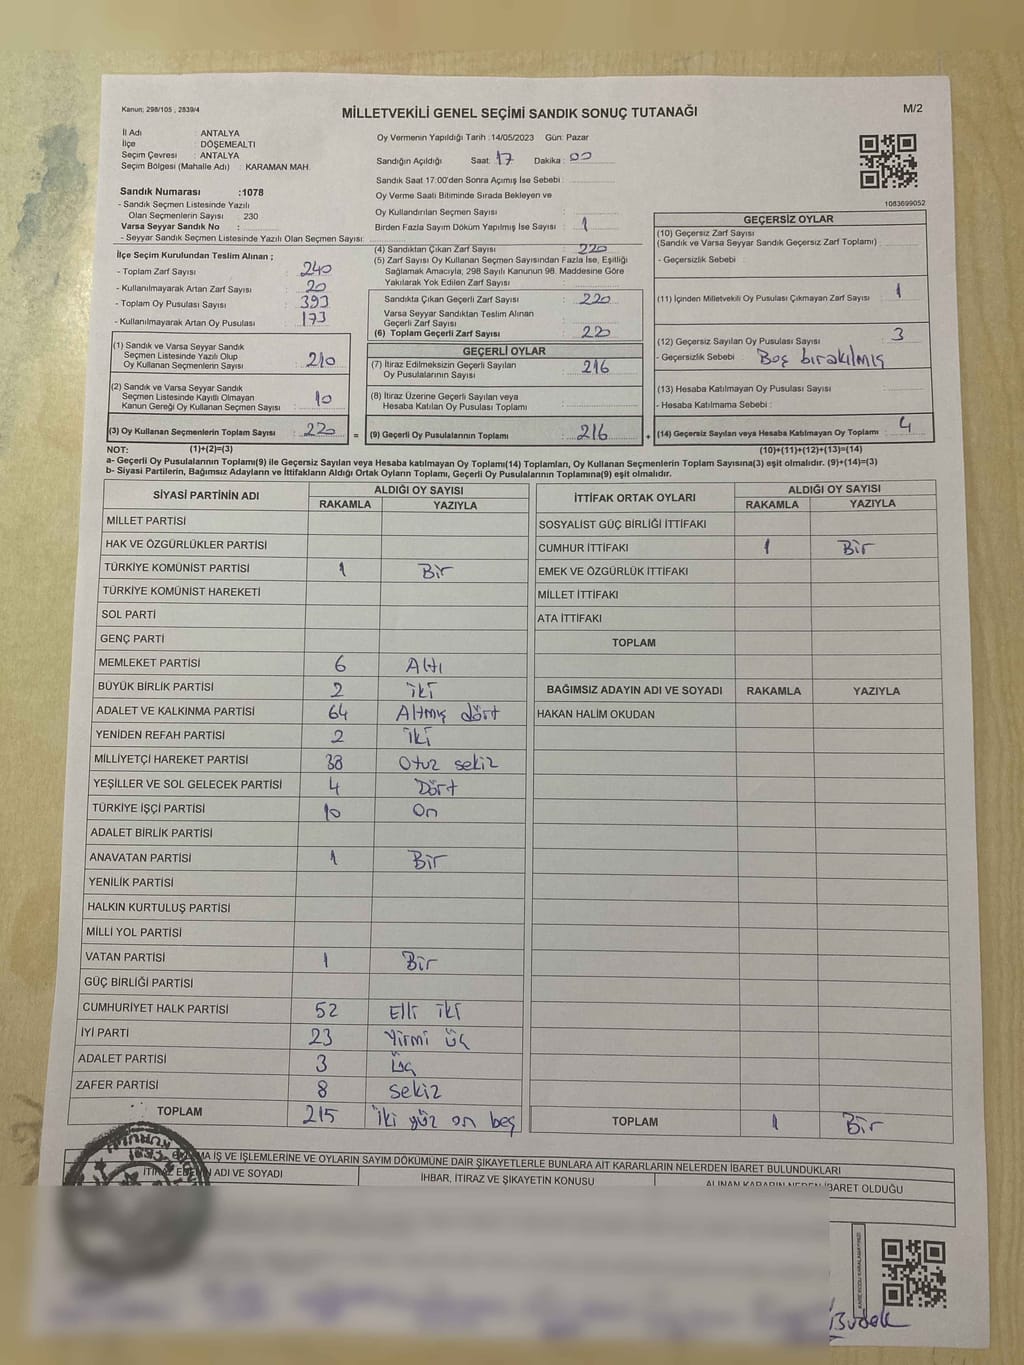 Kanun; 298/105 , 2839/4
MİLLETVEKİLİ GENEL SEÇİMİ SANDIK SONUÇ TUTANAĞI
M/2
İl Adı : ANTALYA
İlçe : DÖŞEMEALTI
Seçim Çevresi : ANTALYA
Seçim Bölgesi (Mahalle Adı) : KARAMAN MAH.
Sandık Numarası :1078
- Sandık Seçmen Listesinde Yazılı
Olan Seçmenlerin Sayısı : 230
Varsa Seyyar Sandık No :
- Seyyar Sandık Seçmen Listesinde Yazılı Olan Seçmen Sayısı:
Oy Vermenin Yapıldığı Tarih :14/05/2023 Gün: Pazar
Sandığın Açıldığı Saat: 17 Dakika : 00
Sandık Saat 17:00'den Sonra Açımış İse Sebebi :
Oy Verme Saati Bitiminde Sırada Bekleyen ve
Oy Kullandırılan Seçmen Sayısı :
Birden Fazla Sayım Döküm Yapılmış İse Sayısı : 1
1083699052
İlçe Seçim Kurulundan Teslim Alınan ;
- Toplam Zarf Sayısı : 240
- Kullanılmayarak Artan Zarf Sayısı : 20
- Toplam Oy Pusulası Sayısı : 393
- Kullanılmayarak Artan Oy Pusulası : 173
(4) Sandıktan Çıkan Zarf Sayısı : 220
(5) Zarf Sayısı Oy Kullanan Seçmen Sayısından Fazla İse, Eşitliği
Sağlamak Amacıyla, 298 Sayılı Kanunun 98. Maddesine Göre
Yakılarak Yok Edilen Zarf Sayısı :
Sandıkta Çıkan Geçerli Zarf Sayısı : 220
Varsa Seyyar Sandıktan Teslim Alınan
Geçerli Zarf Sayısı :
(6) Toplam Geçerli Zarf Sayısı : 220
GEÇERSİZ OYLAR
(10) Geçersiz Zarf Sayısı
(Sandık ve Varsa Seyyar Sandık Geçersiz Zarf Toplamı) :
- Geçersizlik Sebebi :
(11) İçinden Milletvekili Oy Pusulası Çıkmayan Zarf Sayısı : 1
(12) Geçersiz Sayılan Oy Pusulası Sayısı : 3
- Geçersizlik Sebebi : Boş bırakılmış
(13) Hesaba Katılmayan Oy Pusulası Sayısı :
- Hesaba Katılmama Sebebi :
(14) Geçersiz Sayılan veya Hesaba Katılmayan Oy Toplamı : 4
(1) Sandık ve Varsa Seyyar Sandık
Seçmen Listesinde Yazılı Olup
Oy Kullanan Seçmenlerin Sayısı : 210
(2) Sandık ve Varsa Seyyar Sandık
Seçmen Listesinde Kayıtlı Olmayan
Kanun Gereği Oy Kullanan Seçmen Sayısı : 10
(3) Oy Kullanan Seçmenlerin Toplam Sayısı : 220
GEÇERLİ OYLAR
(7) İtiraz Edilmeksizin Geçerli Sayılan
Oy Pusulalarının Sayısı : 216
(8) İtiraz Üzerine Geçerli Sayılan veya
Hesaba Katılan Oy Pusulası Toplamı :
= (9) Geçerli Oy Pusulalarının Toplamı : 216 +
NOT: (1)+(2)=(3) (10)+(11)+(12)+(13)=(14)
a- Geçerli Oy Pusulalarının Toplamı(9) ile Geçersiz Sayılan veya Hesaba katılmayan Oy Toplamı(14) Toplamları, Oy Kullanan Seçmenlerin Toplam Sayısına(3) eşit olmalıdır. (9)+(14)=(3)
b- Siyasi Partilerin, Bağımsız Adayların ve İttifakların Aldığı Ortak Oyların Toplamı, Geçerli Oy Pusulalarının Toplamına(9) eşit olmalıdır.
SİYASİ PARTİNİN ADI ALDIĞI OY SAYISI
RAKAMLA YAZIYLA
MİLLET PARTİSİ
HAK VE ÖZGÜRLÜKLER PARTİSİ
TÜRKİYE KOMÜNİST PARTİSİ 1 Bir
TÜRKİYE KOMÜNİST HAREKETİ
SOL PARTİ
GENÇ PARTİ
MEMLEKET PARTİSİ 6 Altı
BÜYÜK BİRLİK PARTİSİ 2 iki
ADALET VE KALKINMA PARTİSİ 64 Altmış dört
YENİDEN REFAH PARTİSİ 2 iki
MİLLİYETÇİ HAREKET PARTİSİ 38 Otuz sekiz
YEŞİLLER VE SOL GELECEK PARTİSİ 4 Dört
TÜRKİYE İŞÇİ PARTİSİ 10 On
ADALET BİRLİK PARTİSİ
ANAVATAN PARTİSİ 1 Bir
YENİLİK PARTİSİ
HALKIN KURTULUŞ PARTİSİ
MİLLİ YOL PARTİSİ
VATAN PARTİSİ 1 Bir
GÜÇ BİRLİĞİ PARTİSİ
CUMHURİYET HALK PARTİSİ 52 Elli iki
İYİ PARTİ 23 Yirmi üç
ADALET PARTİSİ 3 üç
ZAFER PARTİSİ 8 sekiz
TOPLAM 215 iki yüz on beş
İTTİFAK ORTAK OYLARI ALDIĞI OY SAYISI
RAKAMLA YAZIYLA
SOSYALİST GÜÇ BİRLİĞİ İTTİFAKI
CUMHUR İTTİFAKI 1 Bir
EMEK VE ÖZGÜRLÜK İTTİFAKI
MİLLET İTTİFAKI
ATA İTTİFAKI
TOPLAM
BAĞIMSIZ ADAYIN ADI VE SOYADI RAKAMLA YAZIYLA
HAKAN HALİM OKUDAN
TOPLAM 1 Bir
İŞ VE İŞLEMLERİNE VE OYLARIN SAYIM DÖKÜMÜNE DAİR ŞİKAYETLERLE BUNLARA AİT KARARLARIN NELERDEN İBARET BULUNDUKLARI
İTİRAZ EDENİN ADI VE SOYADI
İHBAR, İTİRAZ VE ŞİKAYETİN KONUSU
ALINAN KARARIN NEDEN İBARET OLDUĞU